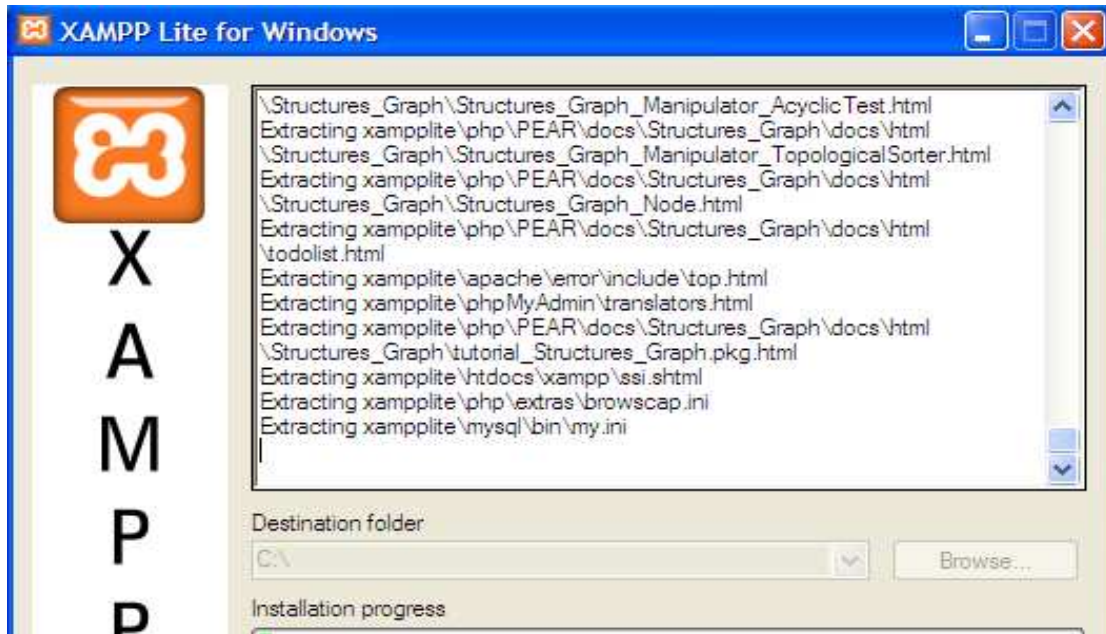 XAMPP Lite for Windows
\Structures_Graph\Structures_Graph_Manipulator_AcyclicTest.html
Extracting xampplite\php\PEAR\docs\Structures_Graph\docs\html
\Structures_Graph\Structures_Graph_Manipulator_TopologicalSorter.html
Extracting xampplite\php\PEAR\docs\Structures_Graph\docs\html
\Structures_Graph\Structures_Graph_Node.html
Extracting xampplite\php\PEAR\docs\Structures_Graph\docs\html
\todolist.html
Extracting xampplite\apache\error\include\top.html
Extracting xampplite\phpMyAdmin\translators.html
Extracting xampplite\php\PEAR\docs\Structures_Graph\docs\html
\Structures_Graph\tutorial_Structures_Graph.pkg.html
Extracting xampplite\htdocs\xampp\ssi.shtml
Extracting xampplite\php\extras\browscap.ini
Extracting xampplite\mysql\bin\my.ini
X
A
M
P
P
Destination folder
C:\
Browse...
Installation progress